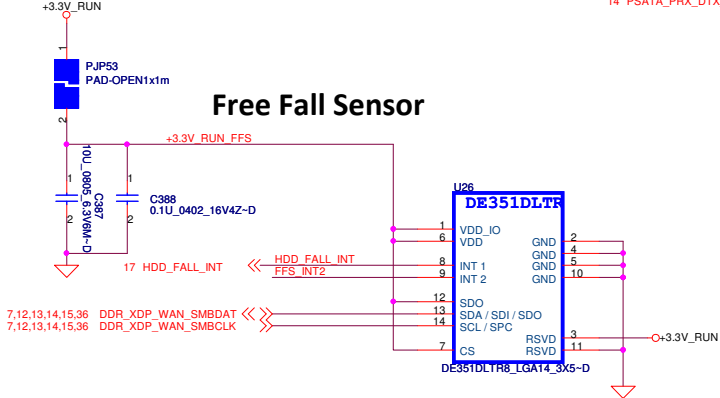 +3.3V_RUN
14 PSATA_PRX_DTX
1
PJP53
PAD-OPEN1x1m
2
Free Fall Sensor
+3.3V_RUN_FFS
1
2
10U_0805_6.3V6M~D
C387
1
2
C388
0.1U_0402_16V4Z~D
U26
DE351DLTR
1 VDD_IO
6 VDD
GND 2
GND 4
GND 5
GND 10
17 HDD_FALL_INT
HDD_FALL_INT
8 INT 1
FFS_INT2
9 INT 2
12 SDO
7,12,13,14,15,36 DDR_XDP_WAN_SMBDAT
13 SDA / SDI / SDO
7,12,13,14,15,36 DDR_XDP_WAN_SMBCLK
14 SCL / SPC
RSVD 3
+3.3V_RUN
7 CS
RSVD 11
DE351DLTR8_LGA14_3X5~D